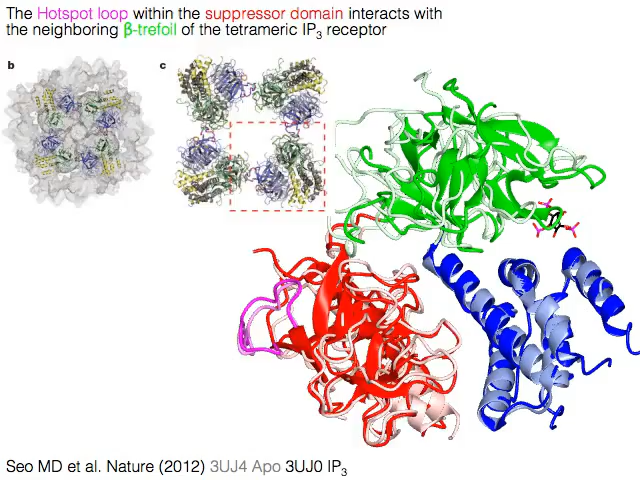 The Hotspot loop within the suppressor domain interacts with
the neighboring β-trefoil of the tetrameric IP3 receptor
b
c
Seo MD et al. Nature (2012) 3UJ4 Apo 3UJ0 IP3